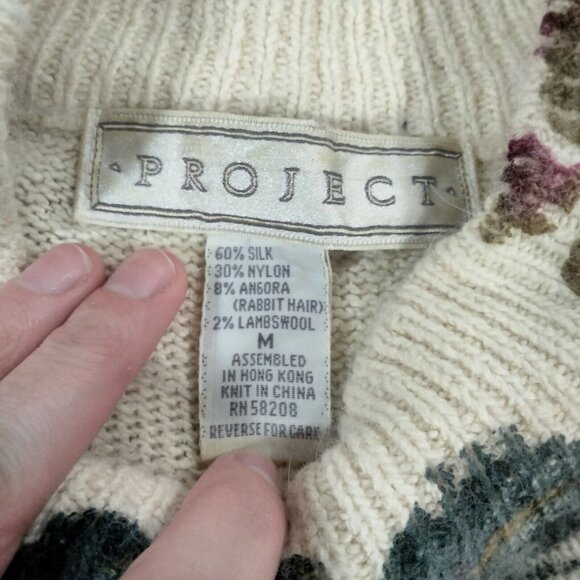 PROJECT
60% SILK
30% NYLON
8% ANGORA
(RABBIT HAIR)
2% LAMBSWOOL
M
ASSEMBLED
IN HONG KONG
KNIT IN CHINA
RN 58208
REVERSE FOR CARE